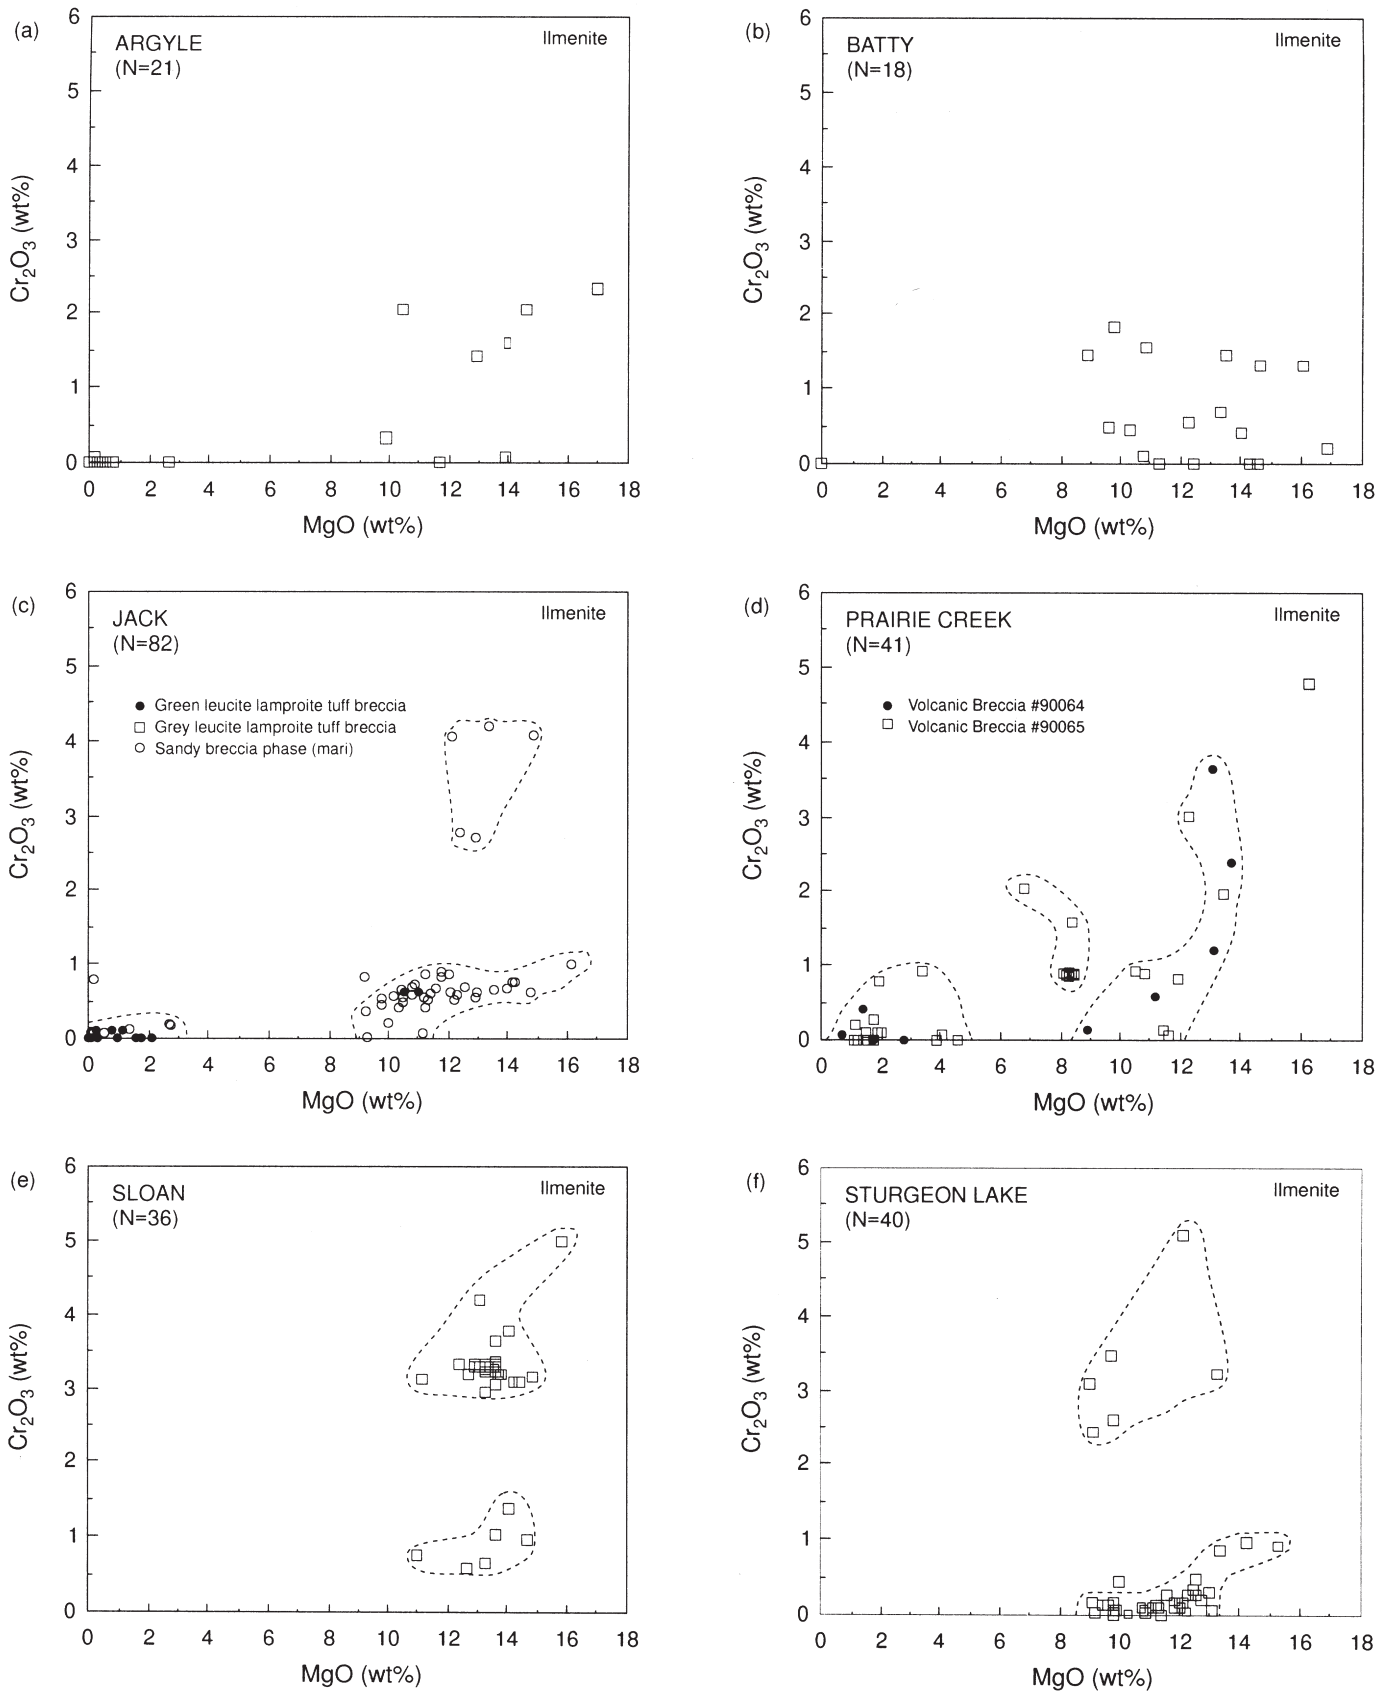 (a)
ARGYLE
(N=21)
Ilmenite
6
5
4
3
2
1
0
Cr2O3 (wt%)
0 2 4 6 8 10 12 14 16 18
MgO (wt%)
(b)
BATTY
(N=18)
Ilmenite
6
5
4
3
2
1
0
Cr2O3 (wt%)
0 2 4 6 8 10 12 14 16 18
MgO (wt%)
(c)
JACK
(N=82)
Ilmenite
Green leucite lamproite tuff breccia
Grey leucite lamproite tuff breccia
Sandy breccia phase (mari)
6
5
4
3
2
1
0
Cr2O3 (wt%)
0 2 4 6 8 10 12 14 16 18
MgO (wt%)
(d)
PRAIRIE CREEK
(N=41)
Ilmenite
Volcanic Breccia #90064
Volcanic Breccia #90065
6
5
4
3
2
1
0
Cr2O3 (wt%)
0 2 4 6 8 10 12 14 16 18
MgO (wt%)
(e)
SLOAN
(N=36)
Ilmenite
6
5
4
3
2
1
0
Cr2O3 (wt%)
0 2 4 6 8 10 12 14 16 18
MgO (wt%)
(f)
STURGEON LAKE
(N=40)
Ilmenite
6
5
4
3
2
1
0
Cr2O3 (wt%)
0 2 4 6 8 10 12 14 16 18
MgO (wt%)